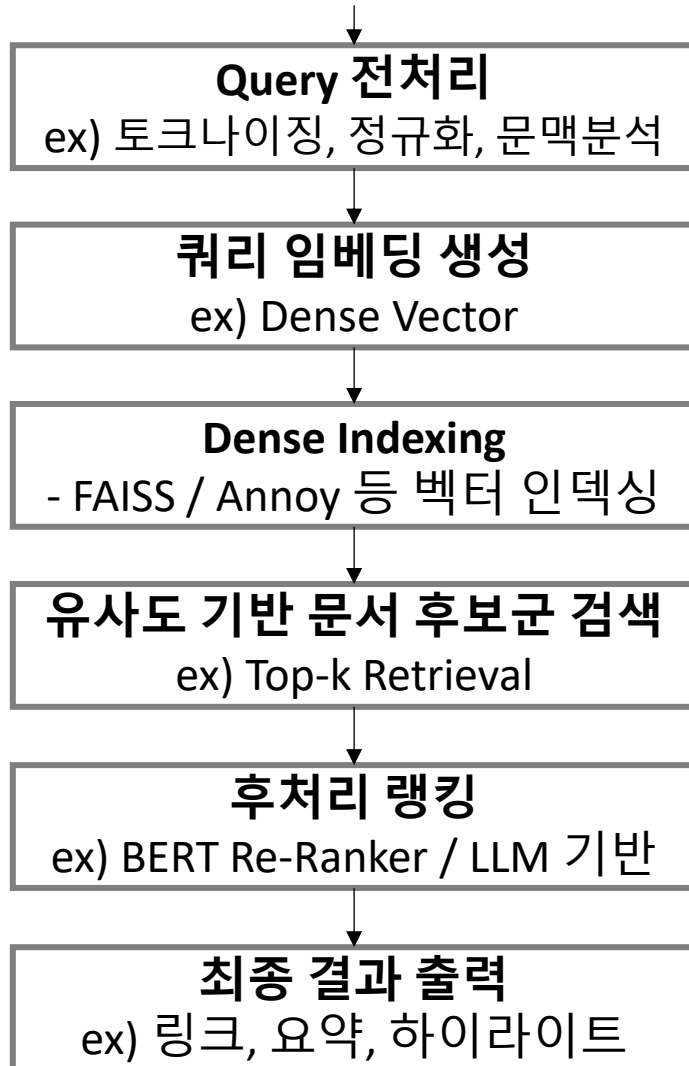 Query 전처리
ex) 토크나이징, 정규화, 문맥분석
쿼리 임베딩 생성
ex) Dense Vector
Dense Indexing
- FAISS / Annoy 등 벡터 인덱싱
유사도 기반 문서 후보군 검색
ex) Top-k Retrieval
후처리 랭킹
ex) BERT Re-Ranker / LLM 기반
최종 결과 출력
ex) 링크, 요약, 하이라이트